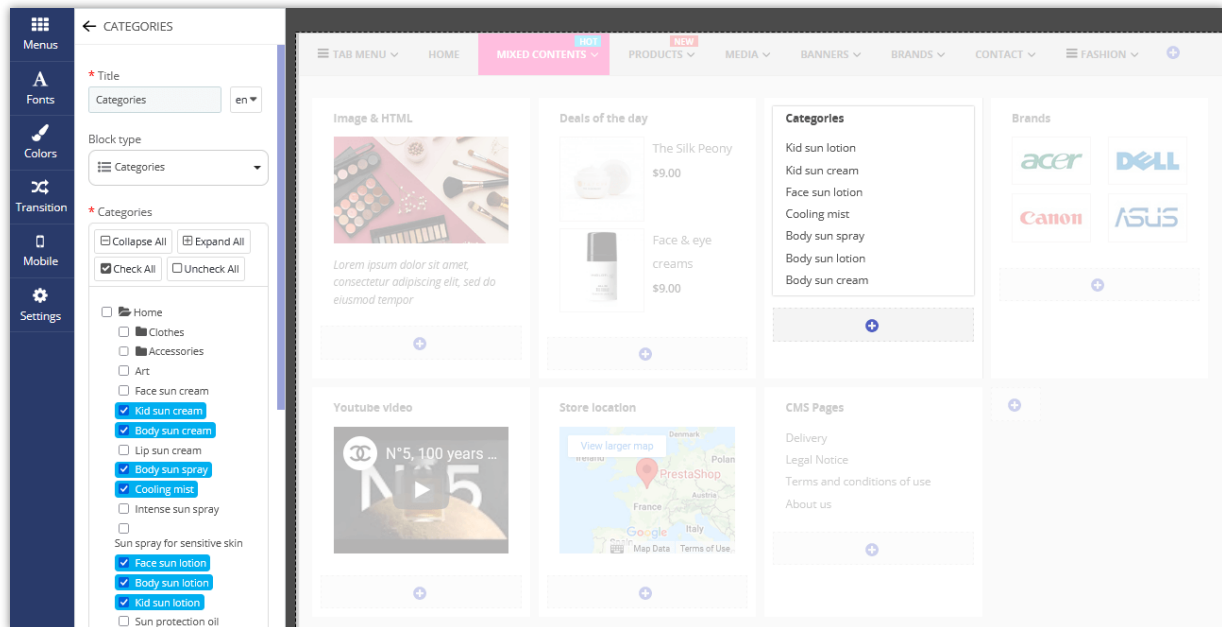 Menus
Fonts
Colors
Transition
Mobile
Settings
CATEGORIES
* Title
Categories
en
Block type
Categories
* Categories
Collapse All
Expand All
Check All
Uncheck All
Home
Clothes
Accessories
Art
Face sun cream
Kid sun cream
Body sun cream
Lip sun cream
Body sun spray
Cooling mist
Intense sun spray
Sun spray for sensitive skin
Face sun lotion
Body sun lotion
Kid sun lotion
Sun protection oil
HOT
NEW
TAB MENU
HOME
MIXED CONTENTS
PRODUCTS
MEDIA
BANNERS
BRANDS
CONTACT
FASHION
Image & HTML
Lorem ipsum dolor sit amet,
consectetur adipiscing elit, sed do
eiusmod tempor
Deals of the day
The Silk Peony
$9.00
Face & eye
creams
$9.00
Categories
Kid sun lotion
Kid sun cream
Face sun lotion
Cooling mist
Body sun spray
Body sun lotion
Body sun cream
Brands
acer
DELL
Canon
ASUS
Youtube video
N°5, 100 years ...
N°5
Store location
View larger map
Denmark
Ireland
Polan
PrestaShop
Austria
France
Italy
Google
Spain
Map Data
Terms of Use
CMS Pages
Delivery
Legal Notice
Terms and conditions of use
About us